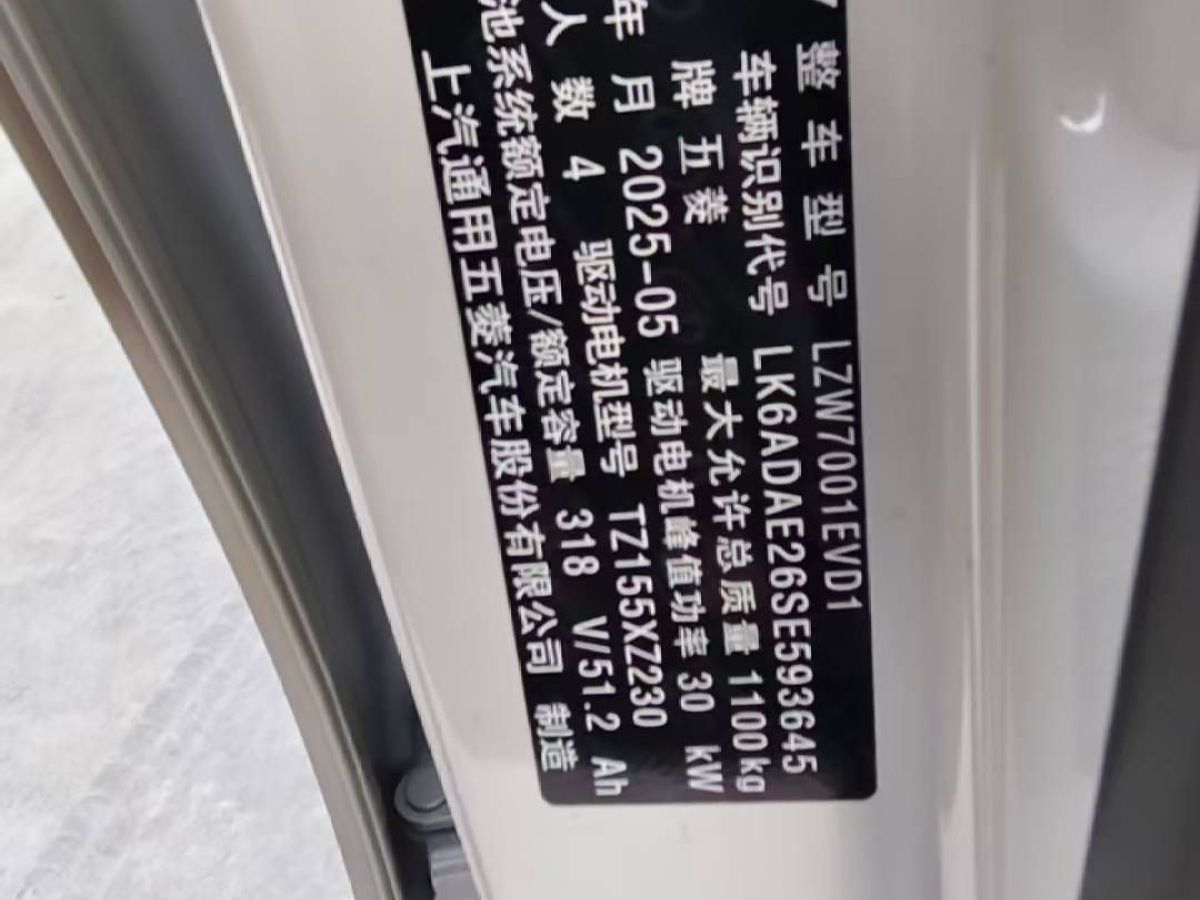 整车型号 LZW7001EVD1
车辆识别代号 LK6ADAE26SE593645
牌 五菱 最大允许总质量 1100kg
年月 2025-05 驱动电机峰值功率 30 kW
人数 4 驱动电机型号 TZ155XZ230
池系统额定电压/额定容量 318 V/51.2 Ah
上汽通用五菱汽车股份有限公司 制造